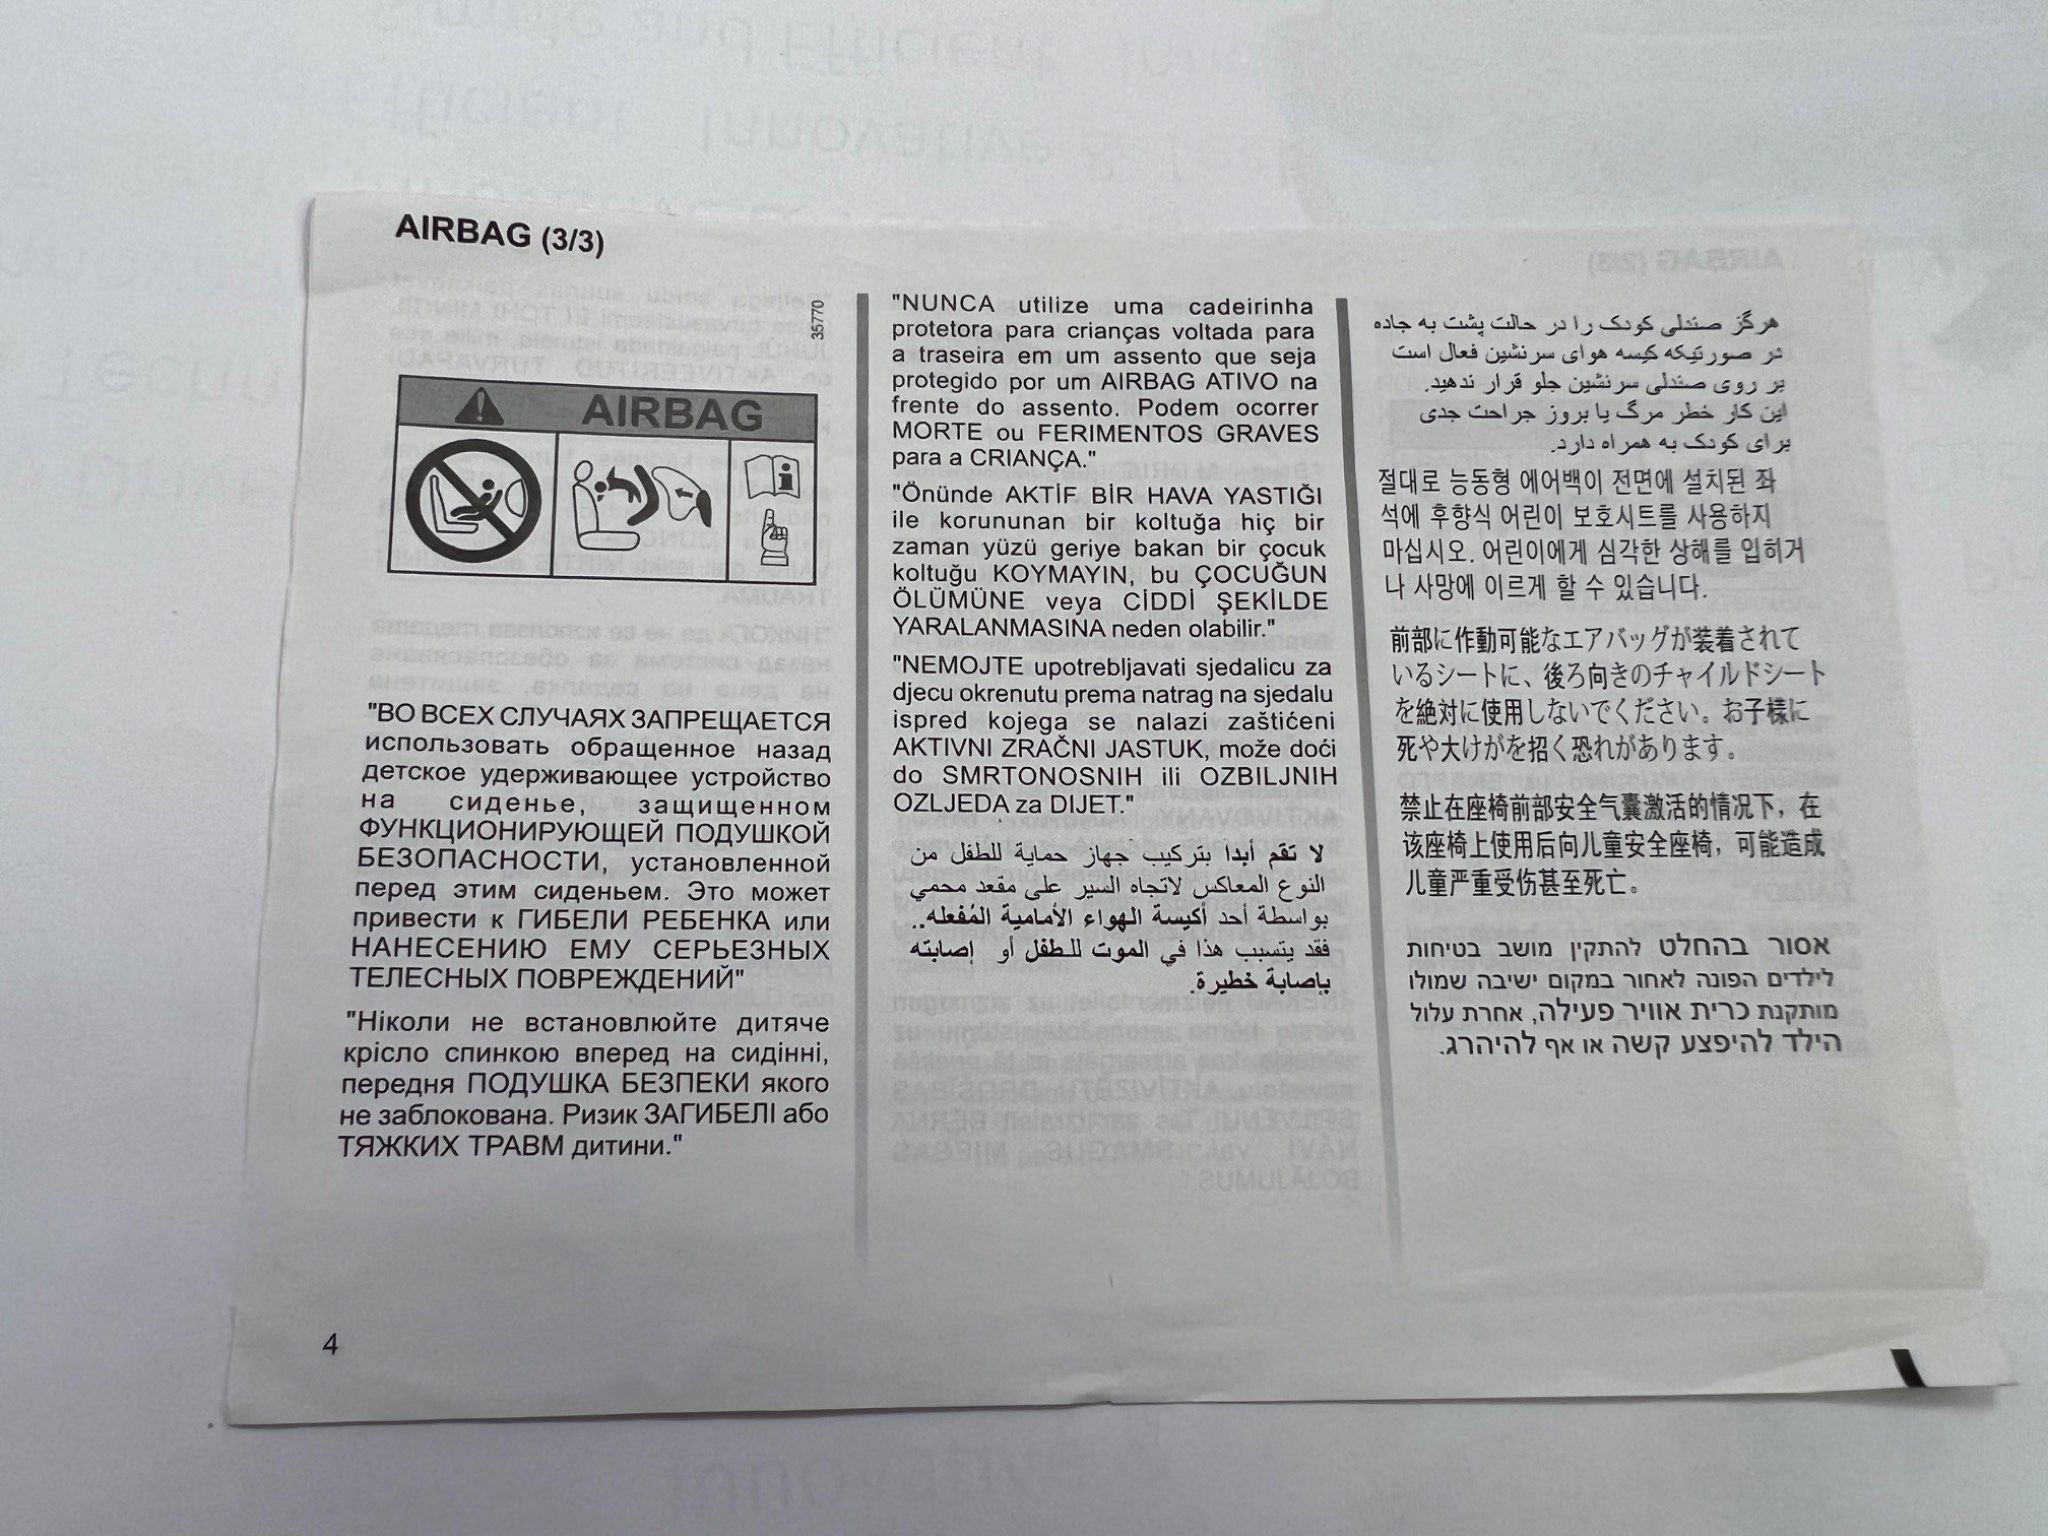 AIRBAG (3/3)
35770
AIRBAG
"ВО ВСЕХ СЛУЧАЯХ ЗАПРЕЩАЕТСЯ
использовать обращенное назад
детское удерживающее устройство
на сиденье, защищенном
ФУНКЦИОНИРУЮЩЕЙ ПОДУШКОЙ
БЕЗОПАСНОСТИ, установленной
перед этим сиденьем. Это может
привести к ГИБЕЛИ РЕБЕНКА или
НАНЕСЕНИЮ ЕМУ СЕРЬЕЗНЫХ
ТЕЛЕСНЫХ ПОВРЕЖДЕНИЙ"
"Ніколи не встановлюйте дитяче
крісло спинкою вперед на сидінні,
передня ПОДУШКА БЕЗПЕКИ якого
не заблокована. Ризик ЗАГИБЕЛІ або
ТЯЖКИХ ТРАВМ дитини."
"NUNCA utilize uma cadeirinha
protetora para crianças voltada para
a traseira em um assento que seja
protegido por um AIRBAG ATIVO na
frente do assento. Podem ocorrer
MORTE ou FERIMENTOS GRAVES
para a CRIANÇA."
"Önünde AKTİF BİR HAVA YASTIĞI
ile korununan bir koltuğa hiç bir
zaman yüzü geriye bakan bir çocuk
koltuğu KOYMAYIN, bu ÇOCUĞUN
ÖLÜMÜNE veya CİDDİ ŞEKİLDE
YARALANMASINA neden olabilir."
"NEMOJTE upotrebljavati sjedalicu za
djecu okrenutu prema natrag na sjedalu
ispred kojega se nalazi zaštićeni
AKTIVNI ZRAČNI JASTUK, može doći
do SMRTONOSNIH ili OZBILJNIH
OZLJEDA za DIJET."
لا تقم أبدا بتركيب جهاز حماية للطفل من
النوع المعاكس لاتجاه السير على مقعد محمي
بواسطة أحد أكيسة الهواء الأمامية المُفعله..
فقد يتسبب هذا في الموت للطفل أو إصابته
بإصابة خطيرة.
هرگز صندلی کودک را در حالت پشت به جاده
در صورتیکه کیسه هوای سرنشین فعال است
بر روی صندلی سرنشین جلو قرار ندهید.
این کار خطر مرگ یا بروز جراحت جدی
برای کودک به همراه دارد.
절대로 능동형 에어백이 전면에 설치된 좌
석에 후향식 어린이 보호시트를 사용하지
마십시오. 어린이에게 심각한 상해를 입히거
나 사망에 이르게 할 수 있습니다.
前部に作動可能なエアバッグが装着されて
いるシートに、後ろ向きのチャイルドシート
を絶対に使用しないでください。お子様に
死や大けがを招く恐れがあります。
禁止在座椅前部安全气囊激活的情况下，在
该座椅上使用后向儿童安全座椅，可能造成
儿童严重受伤甚至死亡。
אסור בהחלט להתקין מושב בטיחות
לילדים הפונה לאחור במקום ישיבה שמולו
מותקנת כרית אוויר פעילה, אחרת עלול
הילד להיפצע קשה או אף להיהרג.
4